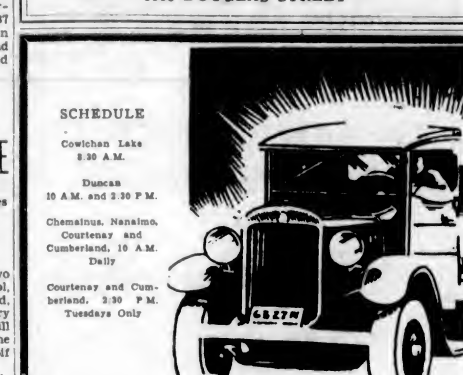 SCHEDULE
Cowichan Lake
8.30 A.M.
Duncan
10 A.M. and 2:30 P M.
Chemainus, Nanaimo,
Courtenay and
Cumberland, 10 A.M.
Daily
Courtenay and Cum-
berland, 2:30 P M.
Tuesdays Only